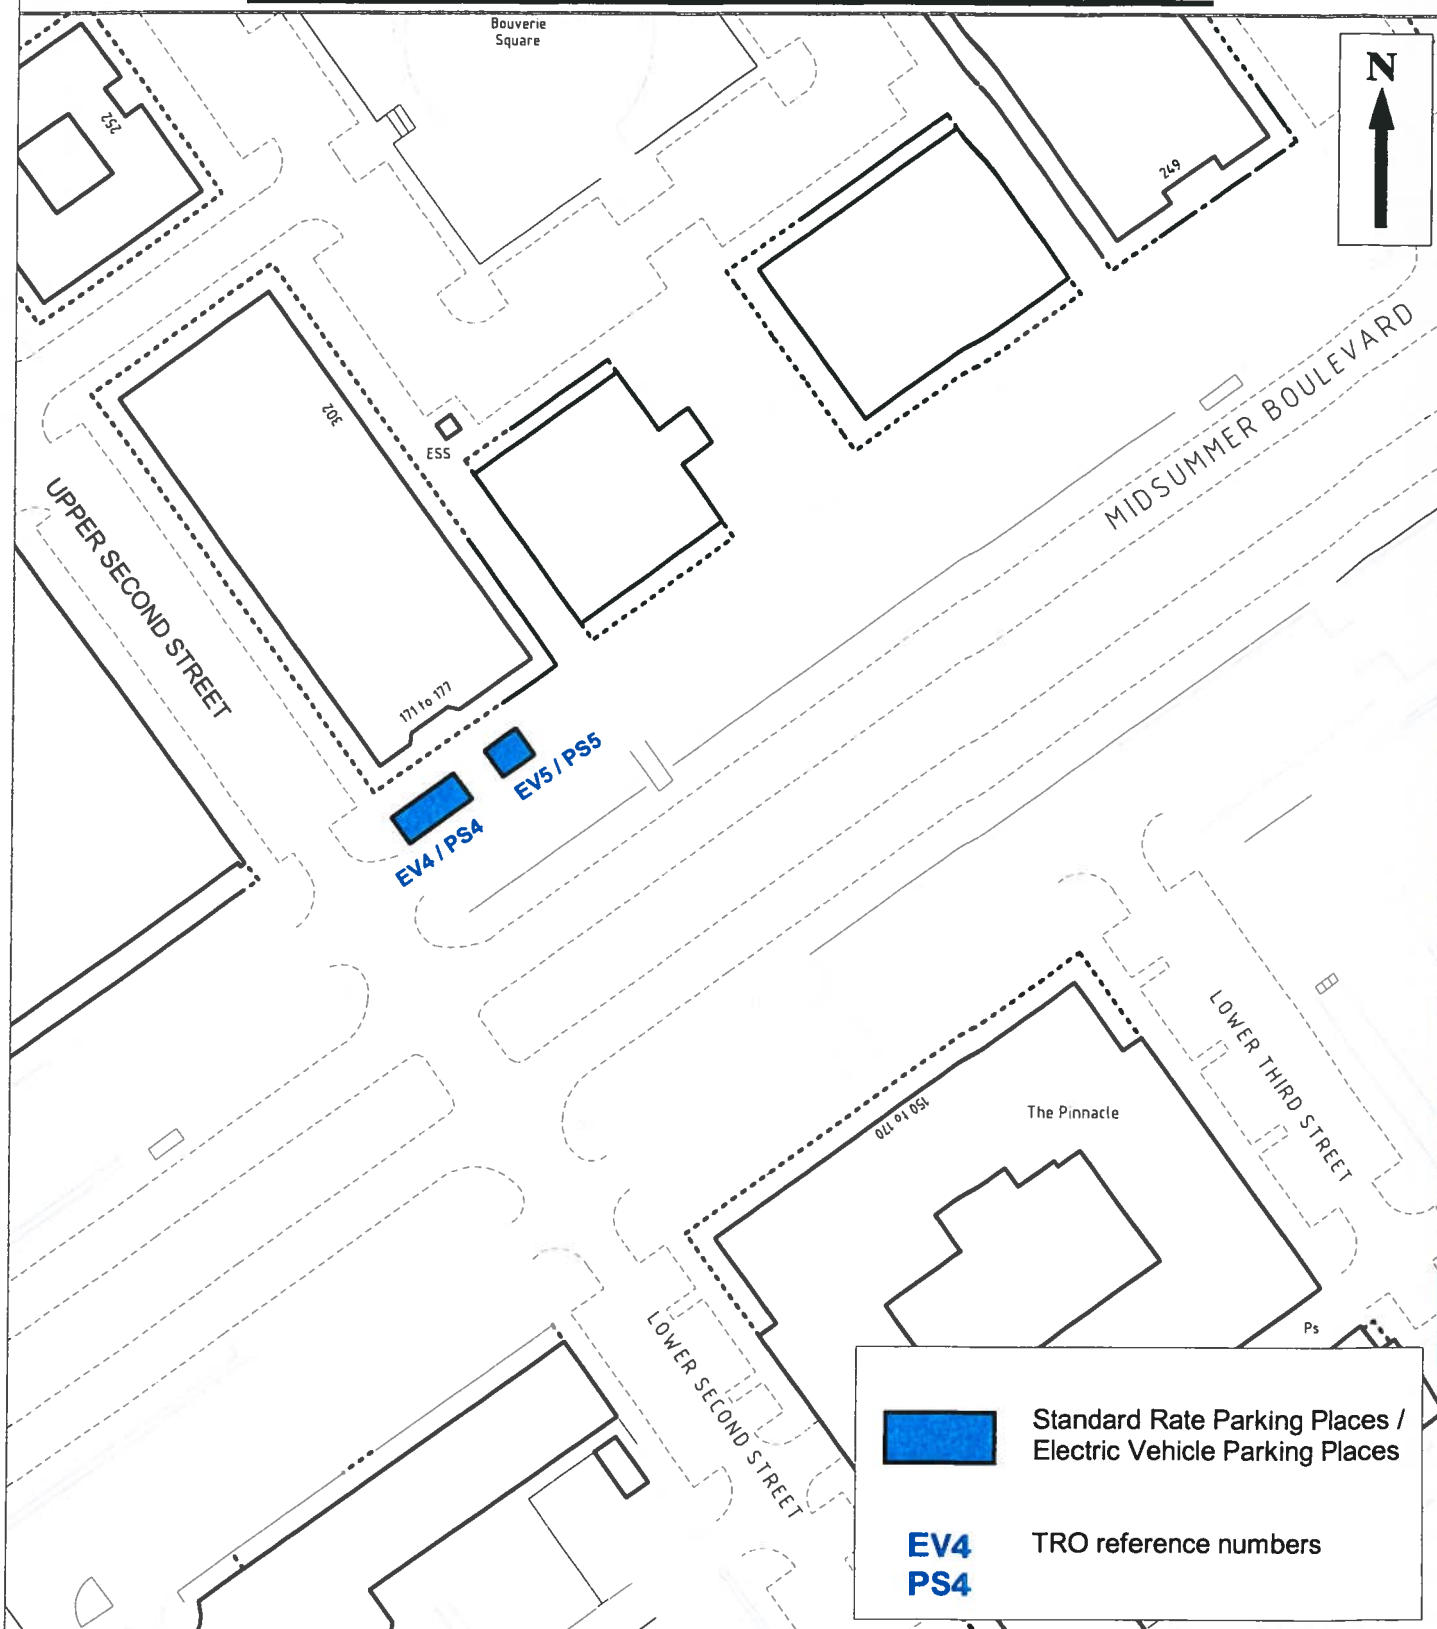 Bouverie
Square
N
252
249
MIDSUMMER BOULEVARD
302
ESS
UPPER SECOND STREET
171 to 177
EV5 / PS5
EV4 / PS4
LOWER THIRD STREET
150 to 170
The Pinnacle
Ps
LOWER SECOND STREET
Standard Rate Parking Places /
Electric Vehicle Parking Places
EV4
TRO reference numbers
PS4